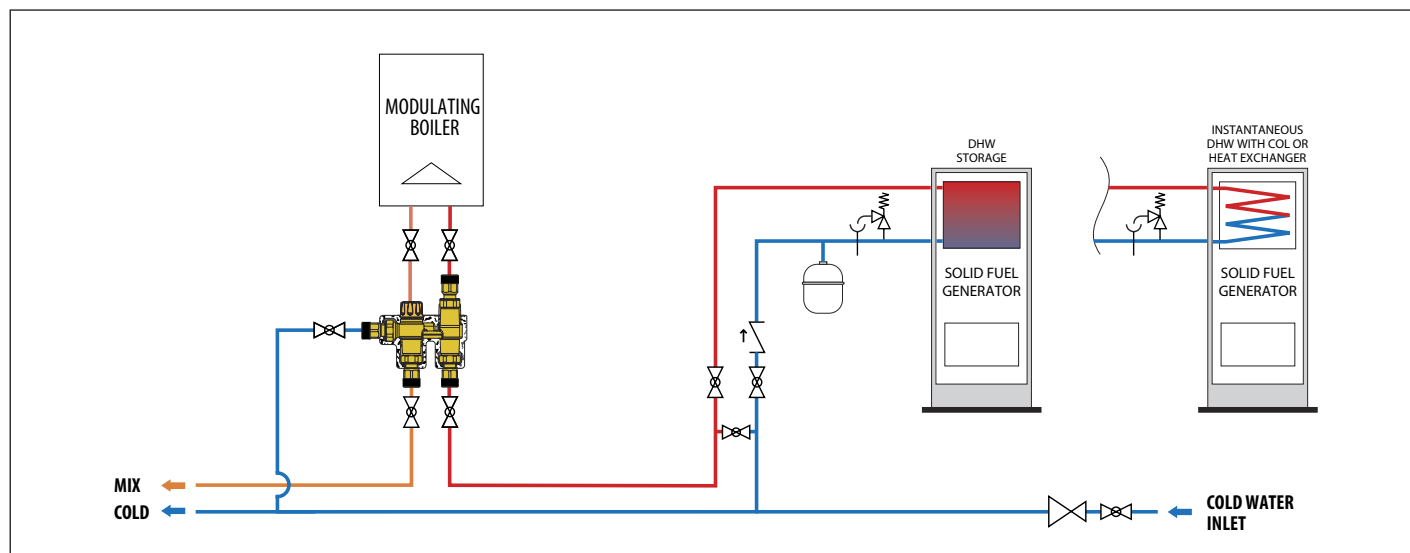 MODULATING
BOILER
DHW
STORAGE
INSTANTANEOUS
DHW WITH COL OR
HEAT EXCHANGER
SOLID FUEL
GENERATOR
SOLID FUEL
GENERATOR
MIX
COLD
COLD WATER
INLET